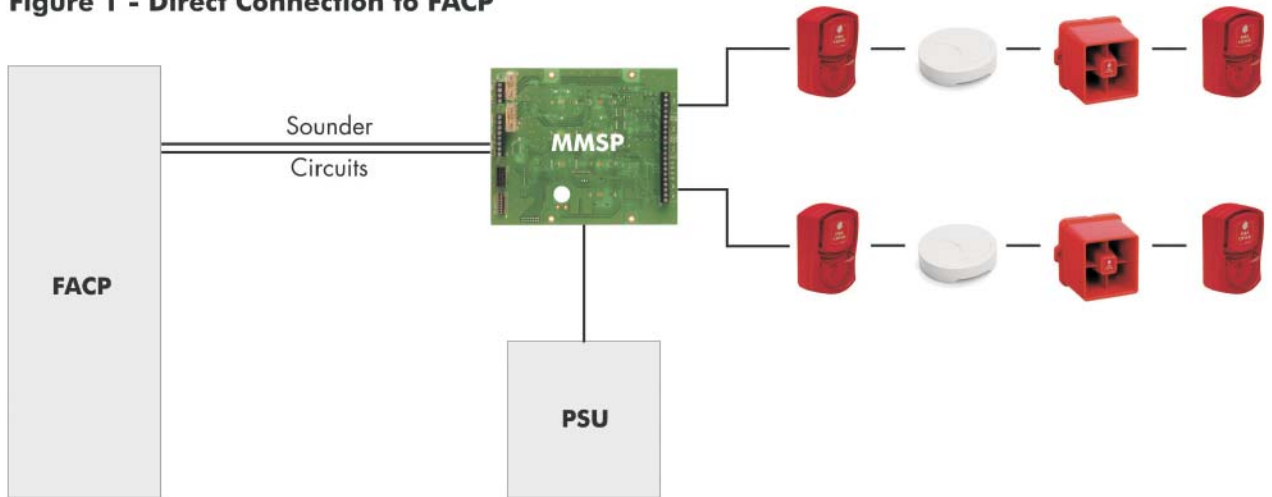 Figure 1 - Direct Connection to FACP
Sounder
Circuits
MMSP
FACP
PSU